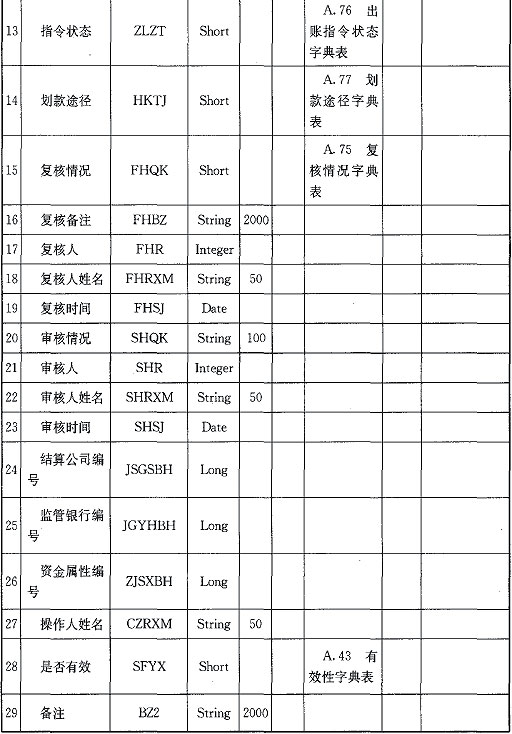 13 指令状态 ZLZT Short A.76 出
账指令状态
字典表
14 划款途径 HKTJ Short A.77 划
款途径字典
表
15 复核情况 FHQK Short A.75 复
核情况字典
表
16 复核备注 FHBZ String 2000
17 复核人 FHR Integer
18 复核人姓名 FHRXM String 50
19 复核时间 FHSJ Date
20 审核情况 SHQK String 100
21 审核人 SHR Integer
22 审核人姓名 SHRXM String 50
23 审核时间 SHSJ Date
24 结算公司编
号 JSGSBH Long
25 监管银行编
号 JGYHBH Long
26 资金属性编
号 ZJSXBH Long
27 操作人姓名 CZRXM String 50
28 是否有效 SFYX Short A.43 有
效性字典表
29 备注 BZ2 String 2000